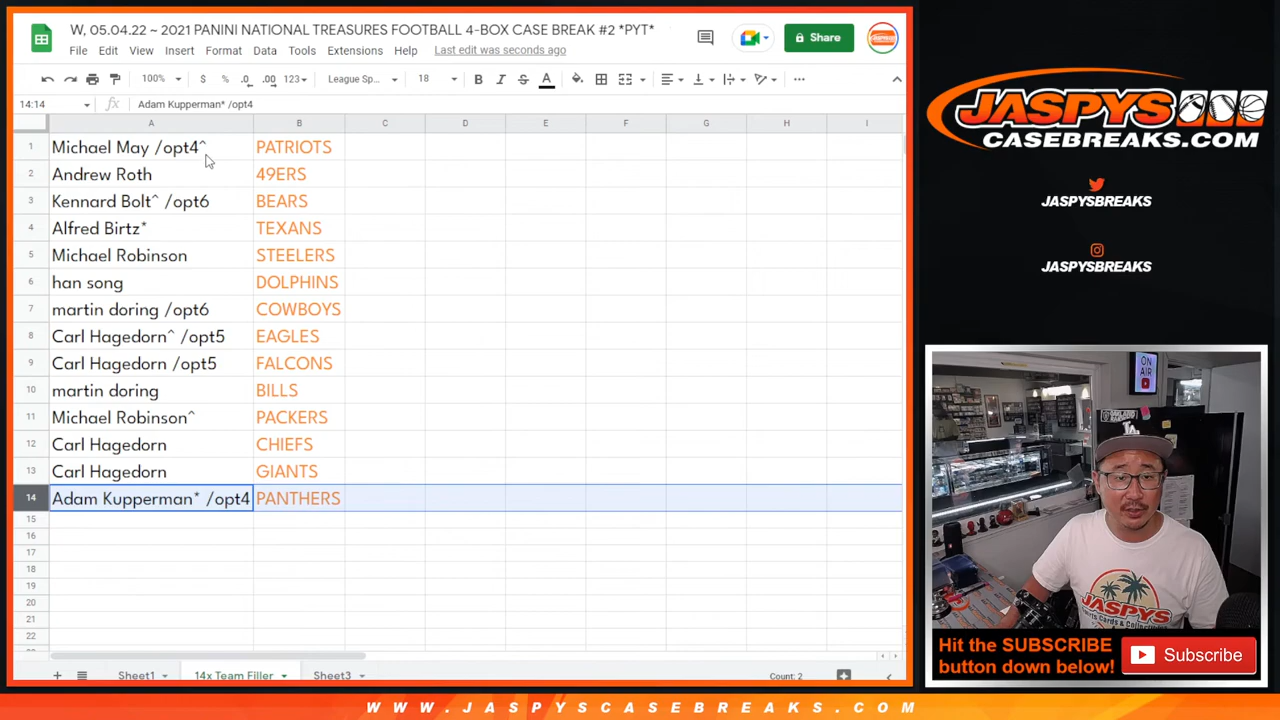 W, 05.04.22 ~ 2021 PANINI NATIONAL TREASURES FOOTBALL 4-BOX CASE BREAK #2 *PYT*
File Edit View Insert Format Data Tools Extensions Help Last edit was seconds ago
Share
100% $ % .0 .00 123 League Sp... 18 B I S A
14:14 fx Adam Kupperman* /opt4
A B C D E F G H I
1 Michael May /opt4^ PATRIOTS
2 Andrew Roth 49ERS
3 Kennard Bolt^ /opt6 BEARS
4 Alfred Birtz* TEXANS
5 Michael Robinson STEELERS
6 han song DOLPHINS
7 martin doring /opt6 COWBOYS
8 Carl Hagedorn^ /opt5 EAGLES
9 Carl Hagedorn /opt5 FALCONS
10 martin doring BILLS
11 Michael Robinson^ PACKERS
12 Carl Hagedorn CHIEFS
13 Carl Hagedorn GIANTS
14 Adam Kupperman* /opt4 PANTHERS
15
16
17
18
19
20
21
22
Sheet1 14x Team Filler Sheet3 Count: 2
JASPYS
CASEBREAKS.COM
JASPYSBREAKS
JASPYSBREAKS
ON
AIR
LA
JASPYS
Hit the SUBSCRIBE
button down below!
Subscribe
WWW.JASPYSCASEBREAKS.COM